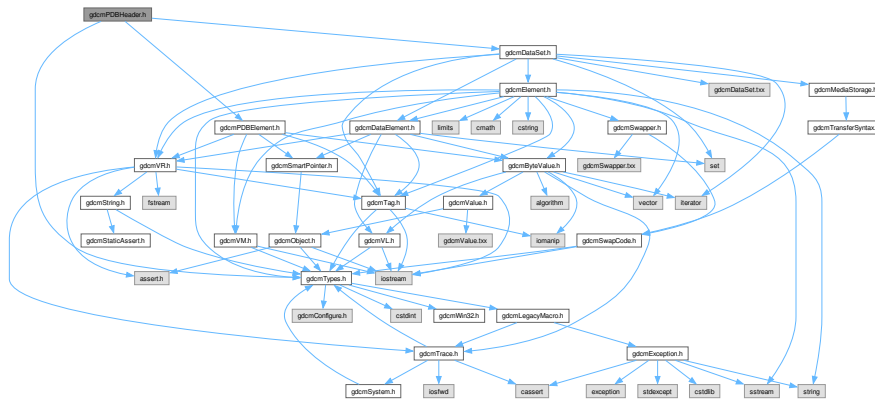 gdcmPDBHeader.h
gdcmDataSet.h
gdcmElement.h
gdcmDataSet.txx
gdcmMediaStorage.h
gdcmPDBElement.h
gdcmDataElement.h
limits
cmath
cstring
gdcmSwapper.h
gdcmTransferSyntax.
gdcmVR.h
gdcmSmartPointer.h
gdcmByteValue.h
gdcmSwapper.txx
set
gdcmString.h
fstream
gdcmTag.h
gdcmValue.h
algorithm
vector
iterator
gdcmStaticAssert.h
gdcmVM.h
gdcmObject.h
gdcmVL.h
gdcmValue.txx
iomanip
gdcmSwapCode.h
assert.h
gdcmTypes.h
iostream
gdcmConfigure.h
cstdint
gdcmWin32.h
gdcmLegacyMacro.h
gdcmTrace.h
gdcmException.h
gdcmSystem.h
iosfwd
cassert
exception
stdexcept
cstdlib
sstream
string